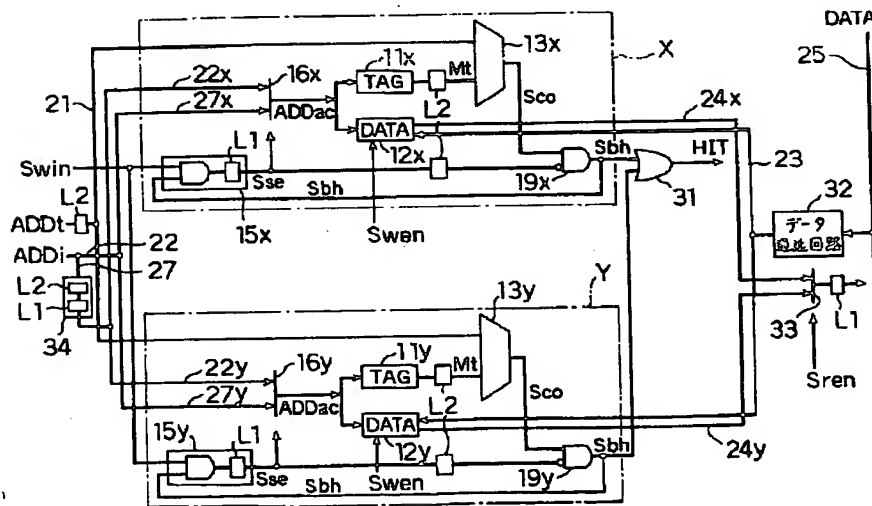 DATA
13x
X
25
11x
16x
22x
TAG
Mt
21
27x
L2
Sco
24x
ADDac
DATA
Sbh
HIT
L1
12x
23
Swin
Sse
Sbh
19x
31
32
L2
15x
Swen
データ
ADDt
22
ADDi
27
13y
Y
L2
L1
33
L1
34
16y
11y
22y
TAG
Mt
Sren
27y
L2
Sco
ADDac
15y
L1
DATA
Sbh
24y
12y
Sse
Sbh
Swen
19y